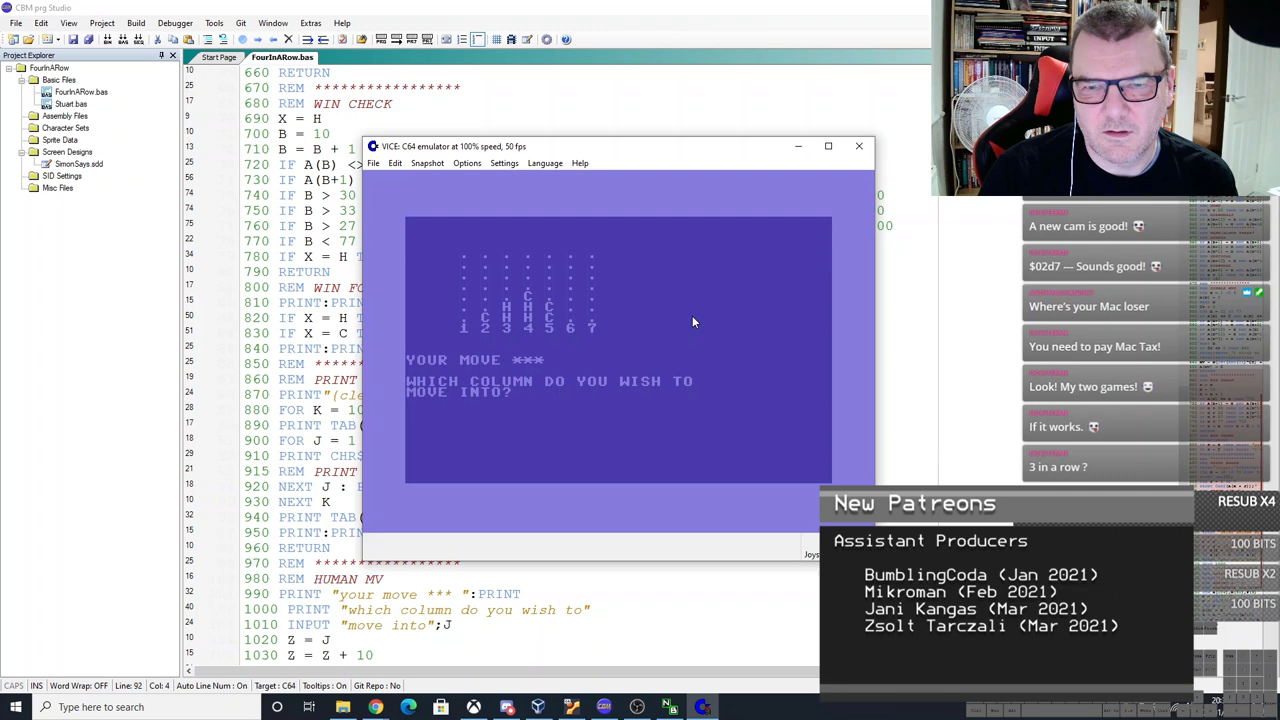 CBM prg Studio
File Edit View Project Build Debugger Tools Git Window Extras Help
Project Explorer
Start Page FourInARow.bas
FourInARow
Basic Files
FourInARow.bas
Stuart.bas
Assembly Files
Character Sets
Sprite Data
Screen Designs
SimonSays.sdd
SID Settings
Misc Files
660 RETURN
670 REM *****************
680 REM WIN CHECK
690 X = H
700 B = 10
710 B = B + 1
720 IF A(B) <>
730 IF A(B+1)
740 IF B > 30
750 IF B > 33
760 IF B > 27
770 IF B < 77
780 IF X = H T
790 RETURN
800 REM WIN FO
810 PRINT:PRIN
820 IF X = H T
830 IF X = C T
840 PRINT:PRIN
850 REM ******
860 REM PRINT
870 PRINT"{cle
880 FOR K = 10
890 PRINT TAB(
900 FOR J = 1
910 PRINT CHR$
915 REM PRINT
920 NEXT J : E
930 NEXT K
940 PRINT TAB(
950 PRINT:PRIN
960 RETURN
970 REM *****************
980 REM HUMAN MV
990 PRINT "your move *** ":PRINT
1000 PRINT "which column do you wish to"
1010 INPUT "move into";J
1020 Z = J
1030 Z = Z + 10
VICE: C64 emulator at 100% speed, 50 fps
File Edit Snapshot Options Settings Language Help
. . . . . . .
. . . . . . .
. . . . . . .
. . . C . . .
. . H H C . .
. C H H C . .
1 2 3 4 5 6 7
YOUR MOVE ***
WHICH COLUMN DO YOU WISH TO
MOVE INTO?
Joys
A new cam is good!
$02d7 — Sounds good!
Where's your Mac loser
You need to pay Mac Tax!
Look! My two games!
If it works.
3 in a row ?
New Patreons
Assistant Producers
BumblingCoda (Jan 2021)
Mikroman (Feb 2021)
Jani Kangas (Mar 2021)
Zsolt Tarczali (Mar 2021)
RESUB X4
100 BITS
RESUB X2
100 BITS
CAPS INS Word Wrap: OFF Line: 92 Col: 4 Auto Line Num : On Target : C64 Tooltips : On Git Repo : No
Type here to search